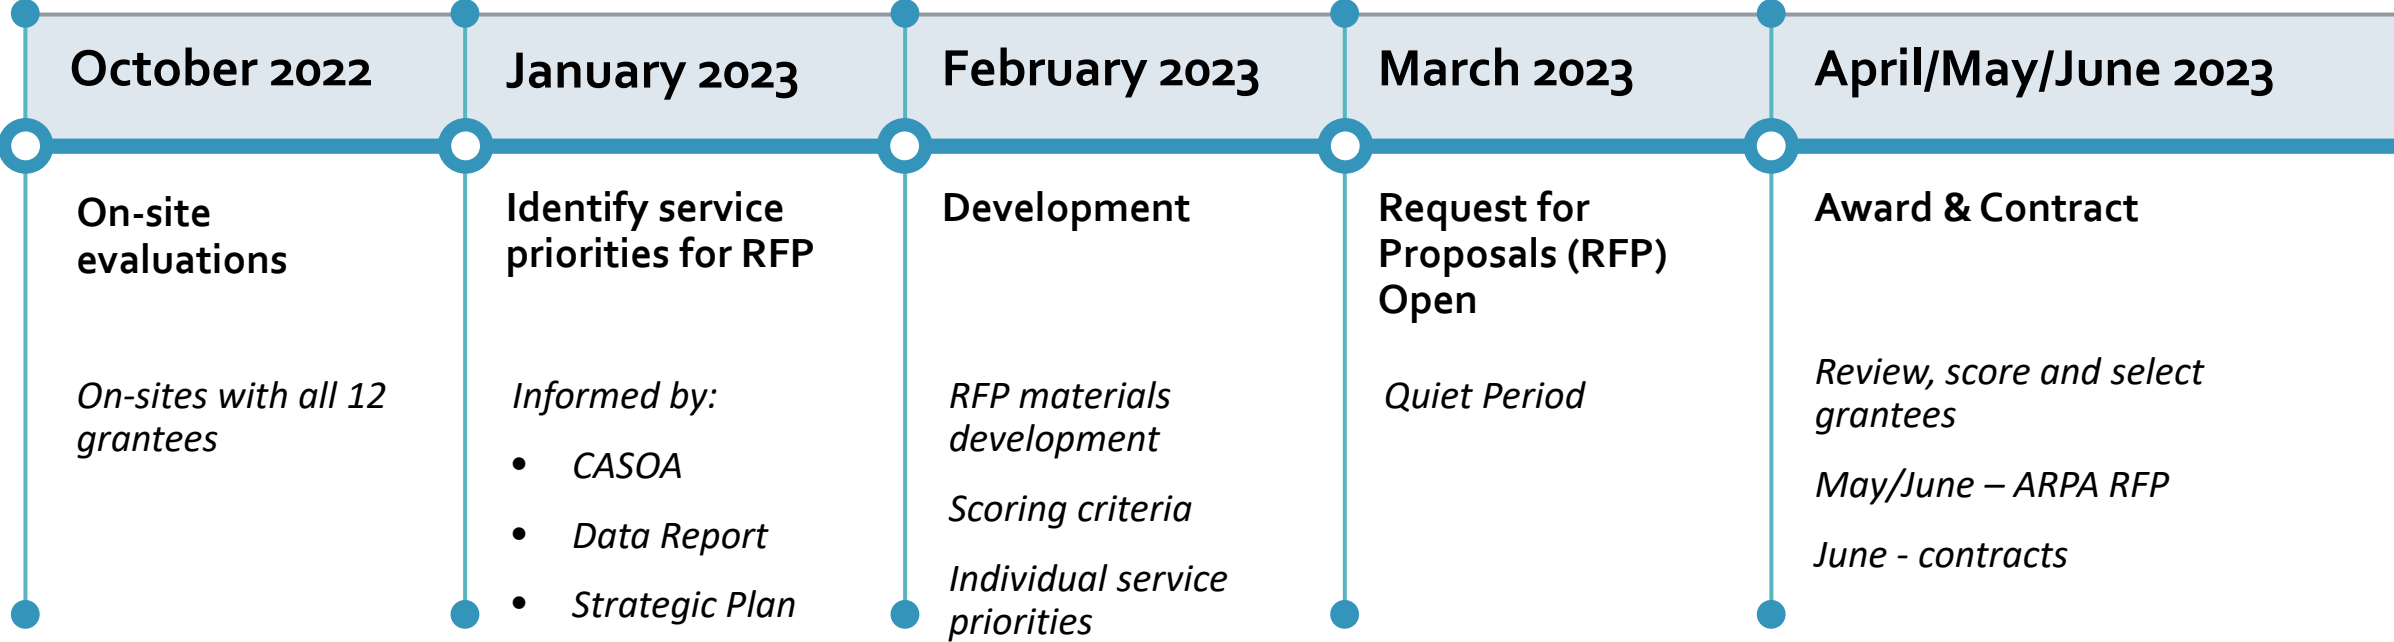 October 2022
January 2023
February 2023
March 2023
April/May/June 2023
On-site
evaluations
On-sites with all 12
grantees
Identify service
priorities for RFP
Informed by:
• CASOA
• Data Report
• Strategic Plan
Development
RFP materials
development
Scoring criteria
Individual service
priorities
Request for
Proposals (RFP)
Open
Quiet Period
Award & Contract
Review, score and select
grantees
May/June – ARPA RFP
June - contracts